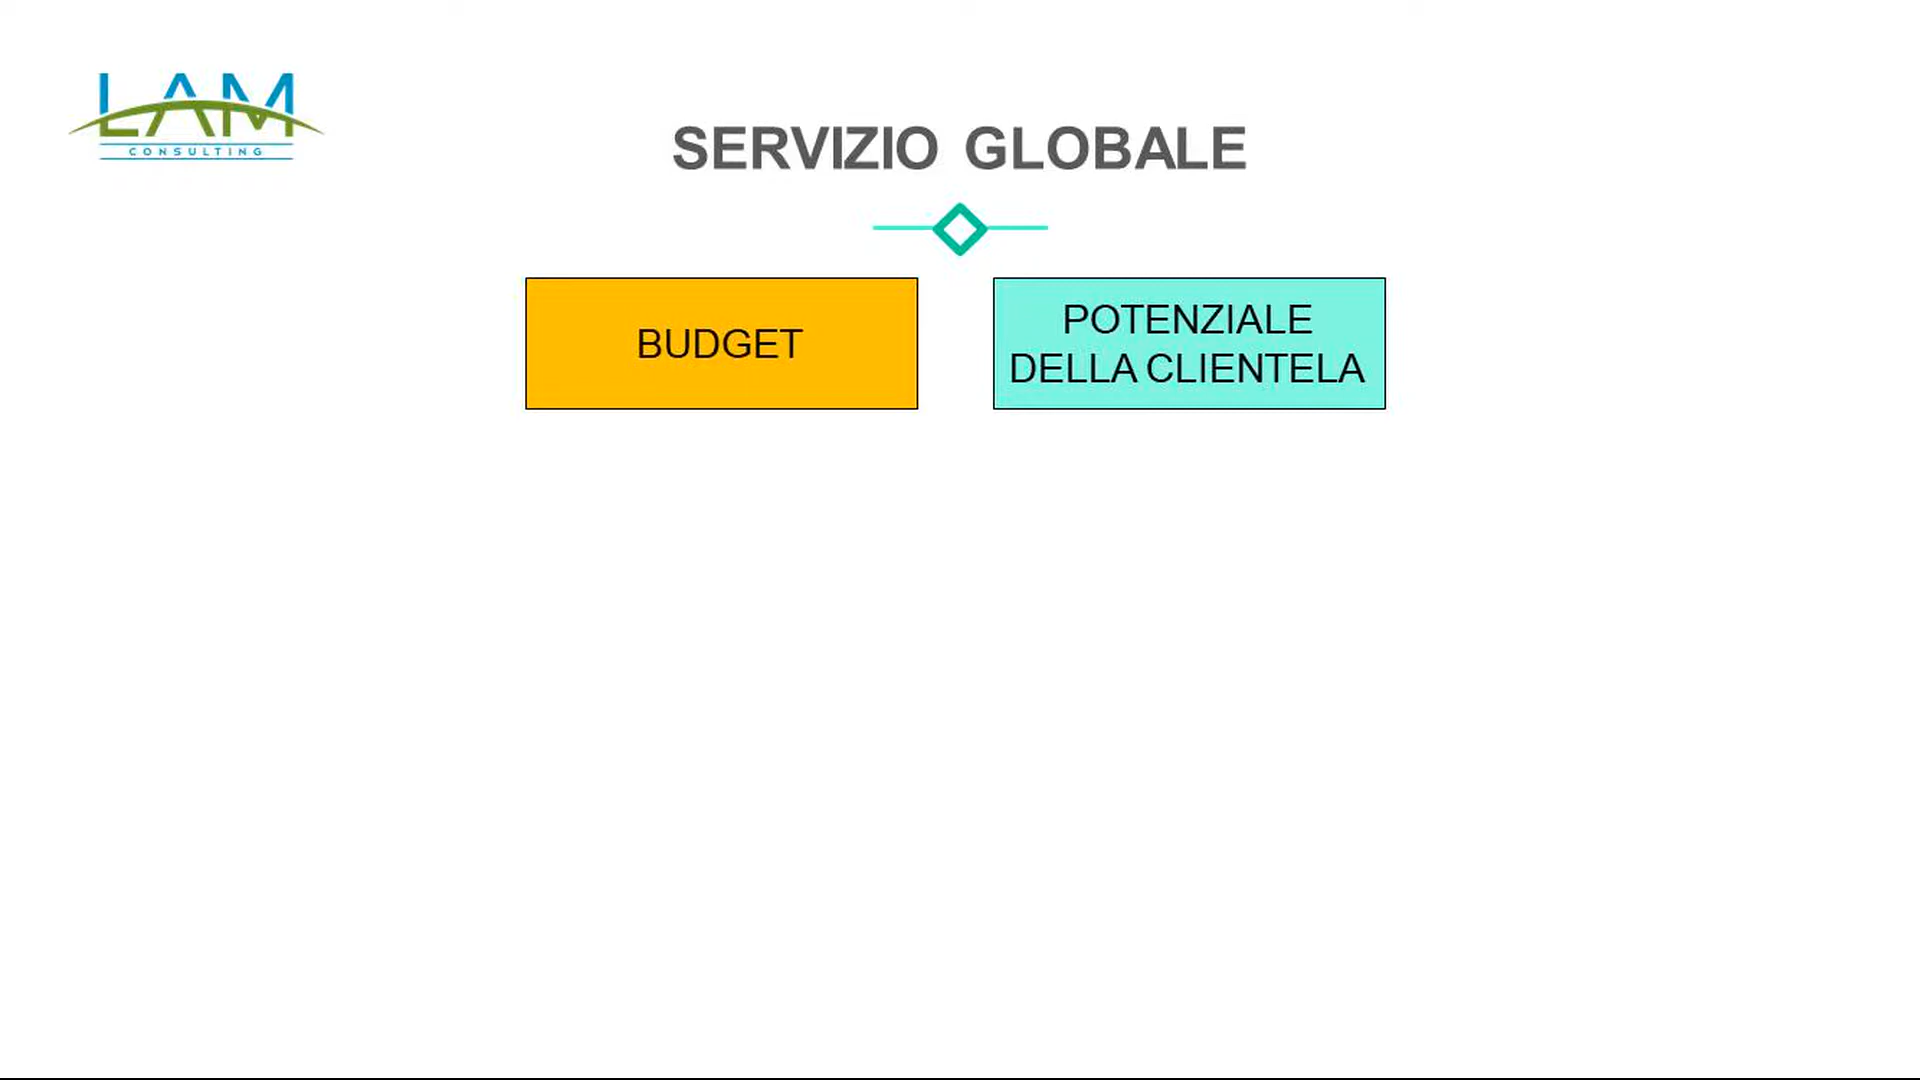 LAM
CONSULTING
SERVIZIO GLOBALE
BUDGET
POTENZIALE
DELLA CLIENTELA